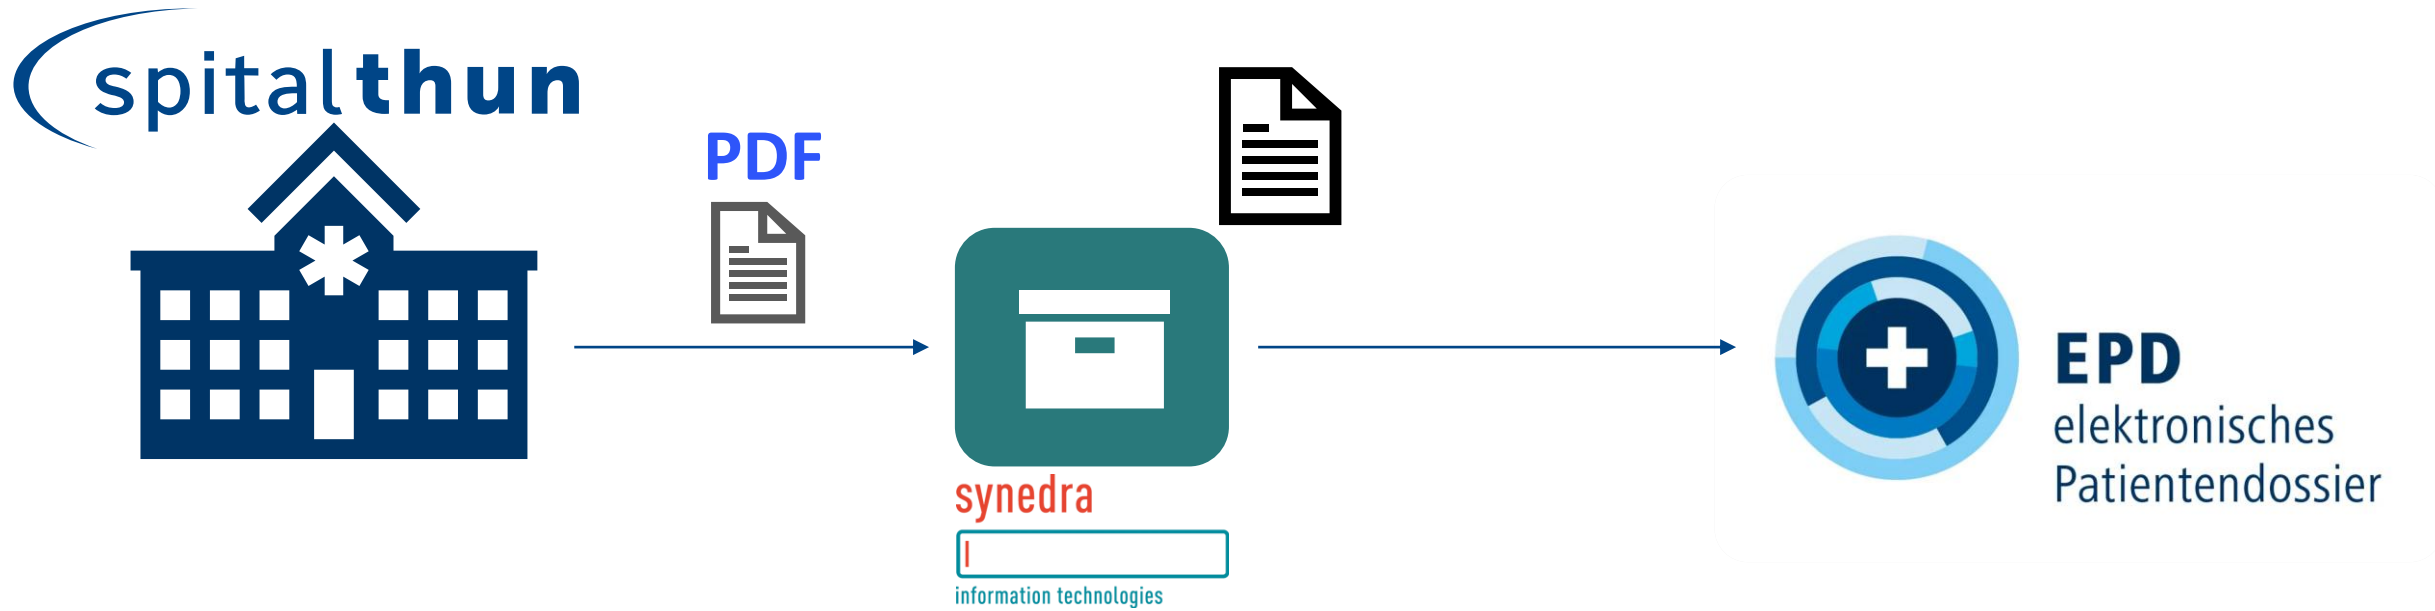 spitalthun
PDF
synedra
information technologies
EPD
elektronisches
Patientendossier